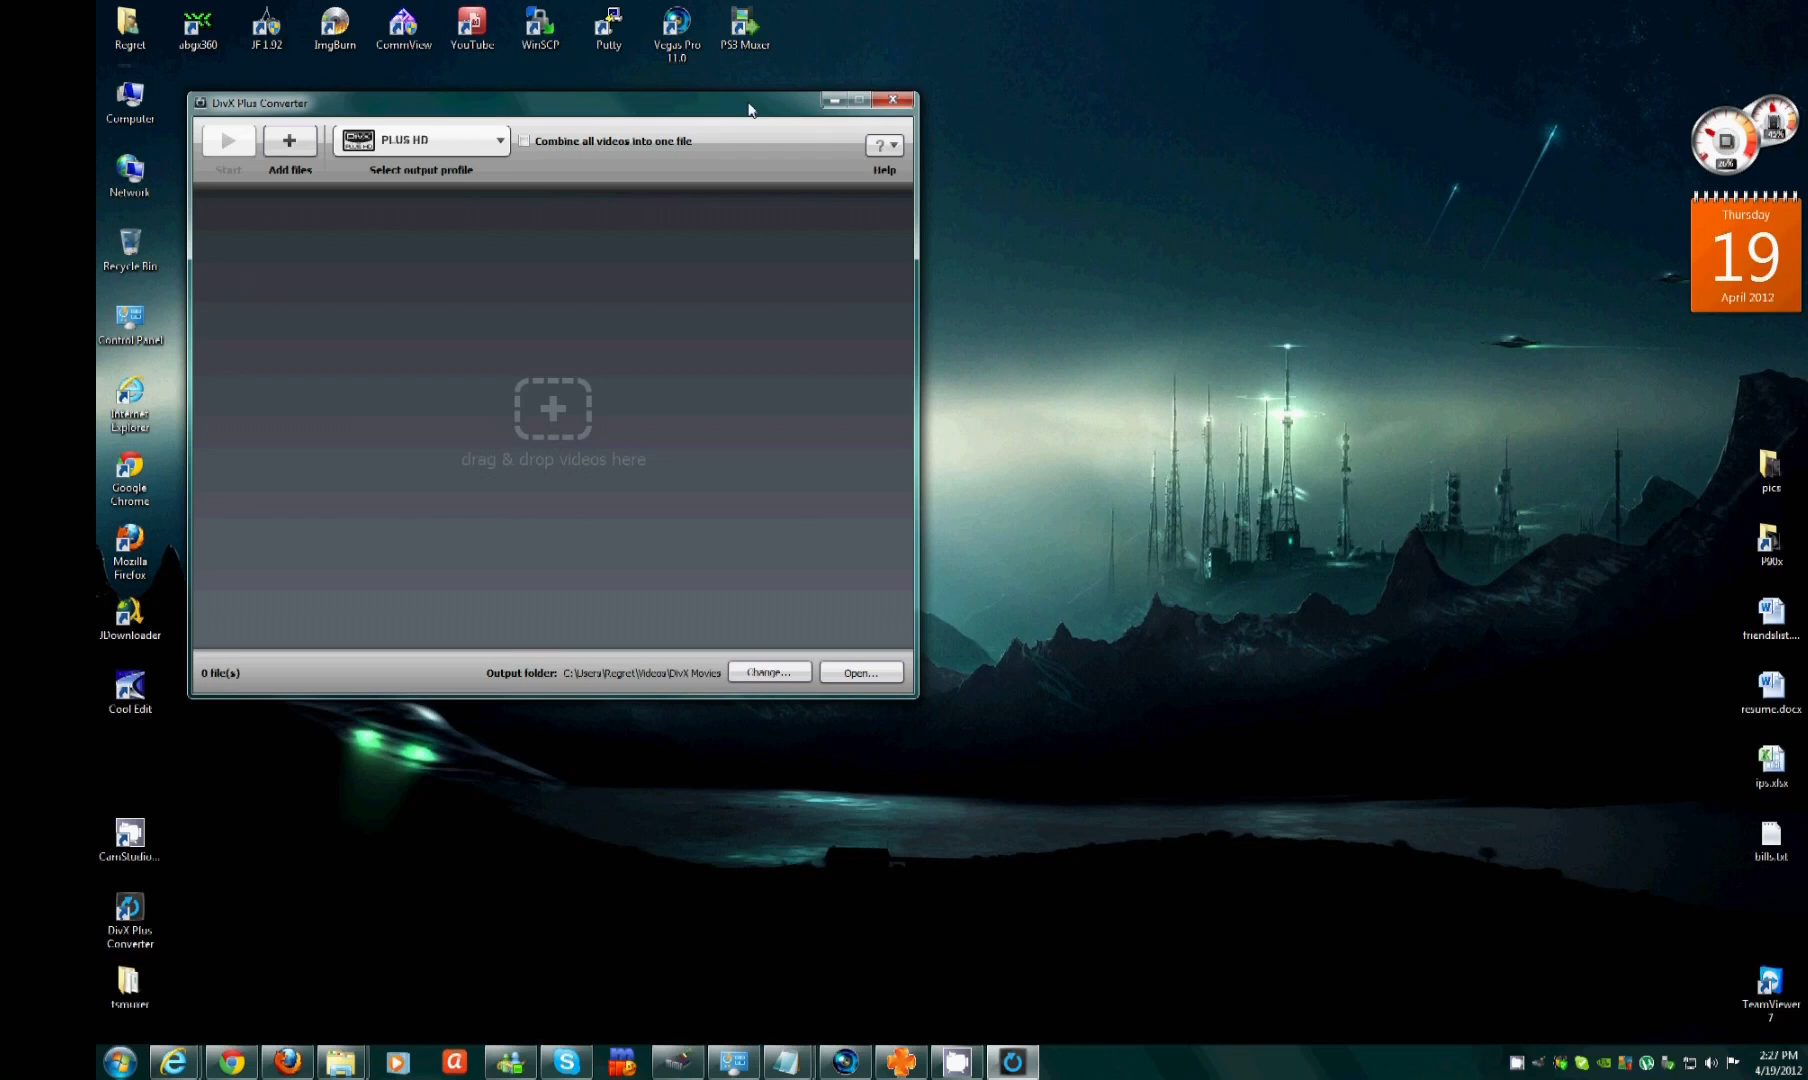 Regret
abgx360
JF 1.92
ImgBurn
CommView
YouTube
WinSCP
Putty
Vegas Pro
11.0
PS3 Muxer
Computer
Network
Recycle Bin
Control Panel
Internet
Explorer
Google
Chrome
Mozilla
Firefox
JDownloader
Cool Edit
CamStudio...
DivX Plus
Converter
tsmuxer
DivX Plus Converter
PLUS HD
Combine all videos into one file
Start
Add files
Select output profile
Help
drag & drop videos here
0 file(s)
Output folder: C:\Users\Regret\Videos\DivX Movies
Change...
Open...
Thursday
19
April 2012
pics
P90x
friendslist....
resume.docx
ips.xlsx
bills.txt
TeamViewer
7
2:27 PM
4/19/2012